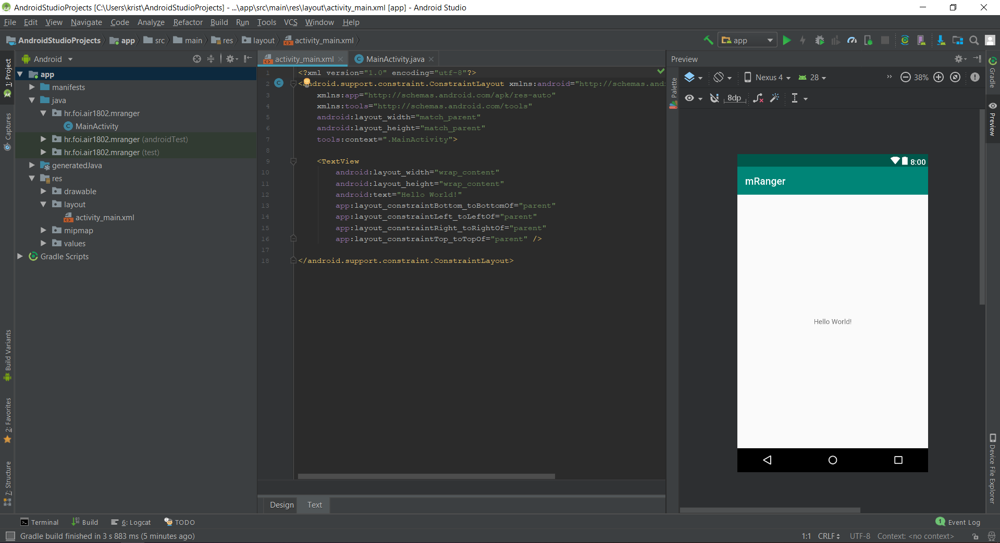 AndroidStudioProjects [C:\Users\krist\AndroidStudioProjects] - ...\app\src\main\res\layout\activity_main.xml [app] - Android Studio
File Edit View Navigate Code Analyze Refactor Build Run Tools VCS Window Help
AndroidStudioProjects app src main res layout activity_main.xml app
1: Project
Captures
Build Variants
2: Favorites
7: Structure
Android
app
manifests
java
hr.foi.air1802.mranger
MainActivity
hr.foi.air1802.mranger (androidTest)
hr.foi.air1802.mranger (test)
generatedJava
res
drawable
layout
activity_main.xml
mipmap
values
Gradle Scripts
activity_main.xml MainActivity.java
1 <?xml version="1.0" encoding="utf-8"?>
2 <android.support.constraint.ConstraintLayout xmlns:android="http://schemas.and
3 xmlns:app="http://schemas.android.com/apk/res-auto"
4 xmlns:tools="http://schemas.android.com/tools"
5 android:layout_width="match_parent"
6 android:layout_height="match_parent"
7 tools:context=".MainActivity">
8
9 <TextView
10 android:layout_width="wrap_content"
11 android:layout_height="wrap_content"
12 android:text="Hello World!"
13 app:layout_constraintBottom_toBottomOf="parent"
14 app:layout_constraintLeft_toLeftOf="parent"
15 app:layout_constraintRight_toRightOf="parent"
16 app:layout_constraintTop_toTopOf="parent" />
17
18 </android.support.constraint.ConstraintLayout>
Design Text
Preview
Palette
Nexus 4 28 » 38%
8dp
8:00
mRanger
Hello World!
Gradle
Preview
Device File Explorer
Terminal Build 6: Logcat TODO 1 Event Log
Gradle build finished in 3 s 883 ms (5 minutes ago) 1:1 CRLF UTF-8 Context: <no context>